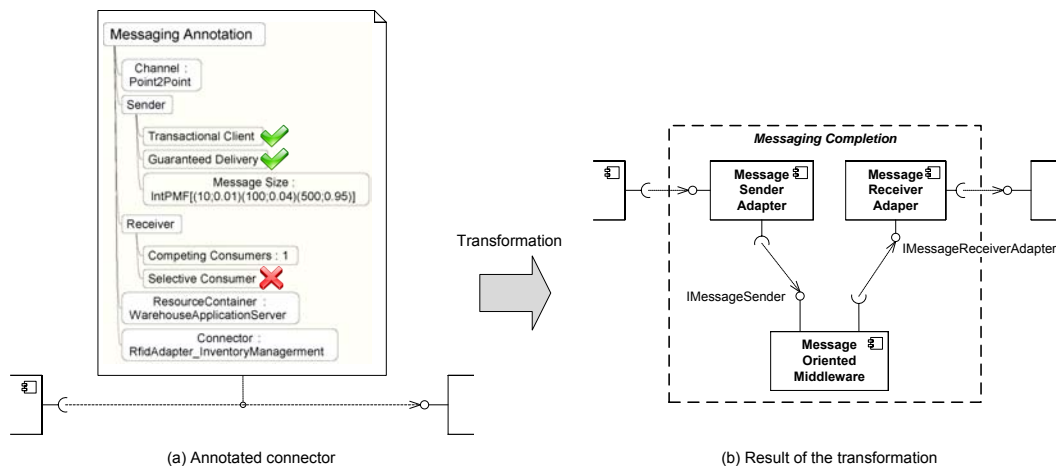 Messaging Annotation
Channel :
Point2Point
Sender
Transactional Client
Guaranteed Delivery
Message Size :
IntPMF[(10;0.01)(100;0.04)(500;0.95)]
Receiver
Competing Consumers : 1
Selective Consumer
ResourceContainer :
WarehouseApplicationServer
Connector :
RfidAdapter_InventoryManagerment
(a) Annotated connector
Transformation
Messaging Completion
Message
Sender
Adapter
Message
Receiver
Adaper
IMessageReceiverAdapter
IMessageSender
Message
Oriented
Middleware
(b) Result of the transformation